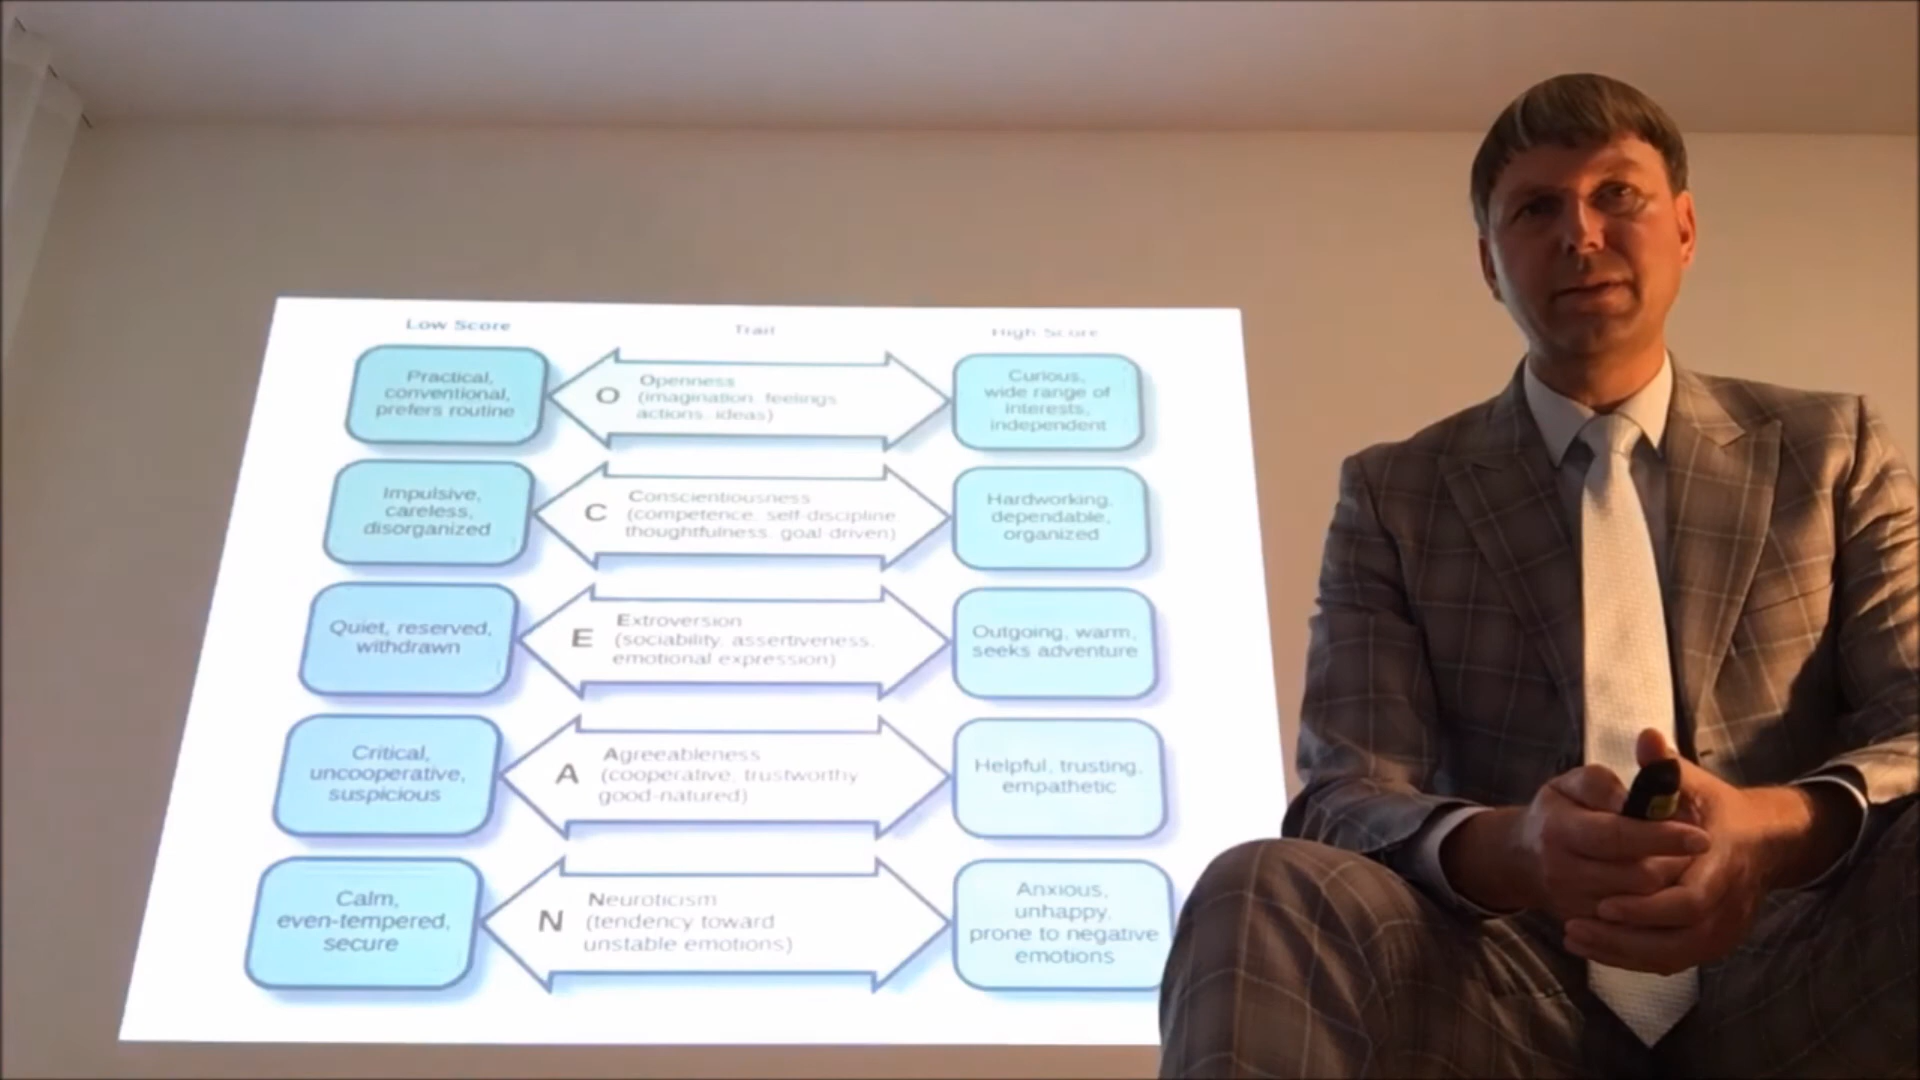 Low Score
Trait
High Score
Practical,
conventional,
prefers routine
O
Openness
(imagination, feelings
actions, ideas)
Curious,
wide range of
interests,
independent
Impulsive,
careless,
disorganized
C
Conscientiousness
(competence, self-discipline
thoughtfulness, goal-driven)
Hardworking,
dependable,
organized
Quiet, reserved,
withdrawn
E
Extroversion
(sociability, assertiveness,
emotional expression)
Outgoing, warm,
seeks adventure
Critical,
uncooperative,
suspicious
A
Agreeableness
(cooperative, trustworthy
good-natured)
Helpful, trusting,
empathetic
Calm,
even-tempered,
secure
N
Neuroticism
(tendency toward
unstable emotions)
Anxious,
unhappy,
prone to negative
emotions